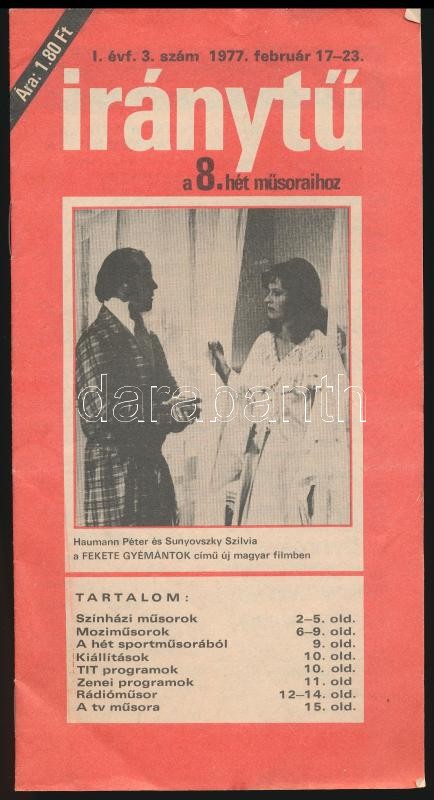 Ára: 1.80 Ft
I. évf. 3. szám 1977. február 17–23.
iránytű
a 8. hét műsoraihoz
darabanth
Haumann Péter és Sunyovszky Szilvia
a FEKETE GYÉMÁNTOK című új magyar filmben
TARTALOM:
Színházi műsorok 2–5. old.
Moziműsorok 6–9. old.
A hét sportműsorából 9. old.
Kiállítások 10. old.
TIT programok 10. old.
Zenei programok 11. old
Rádióműsor 12–14. old.
A tv műsora 15. old.